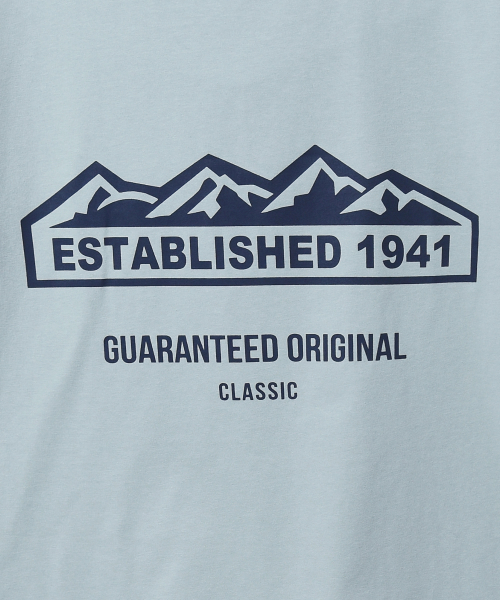 ESTABLISHED 1941
GUARANTEED ORIGINAL
CLASSIC